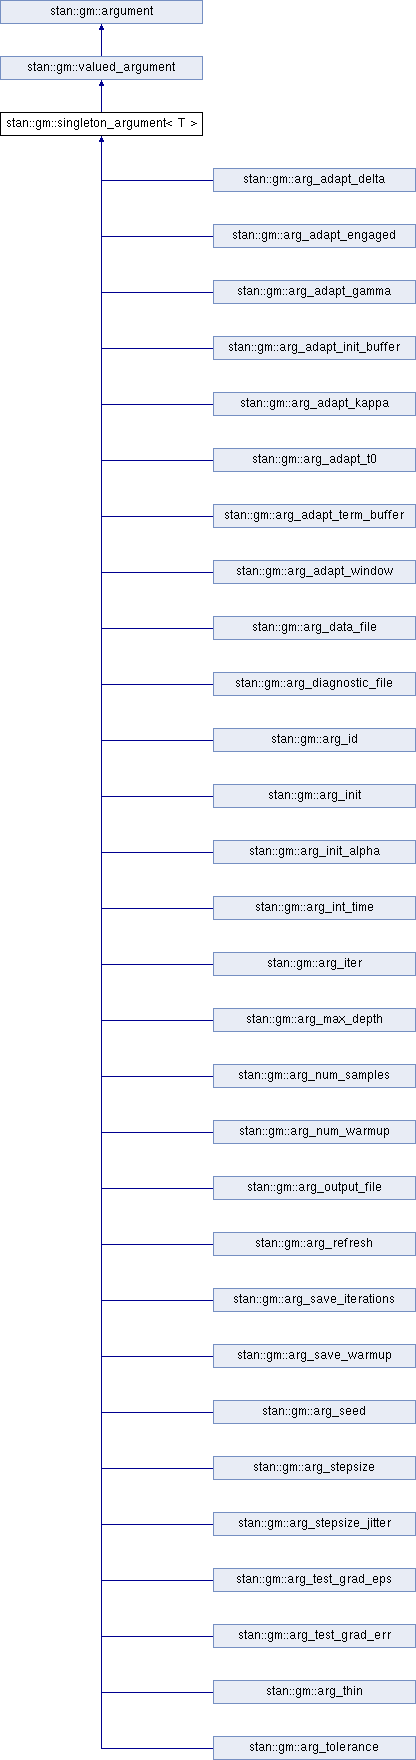 stan::gm::argument
stan::gm::valued_argument
stan::gm::singleton_argument< T >
stan::gm::arg_adapt_delta
stan::gm::arg_adapt_engaged
stan::gm::arg_adapt_gamma
stan::gm::arg_adapt_init_buffer
stan::gm::arg_adapt_kappa
stan::gm::arg_adapt_t0
stan::gm::arg_adapt_term_buffer
stan::gm::arg_adapt_window
stan::gm::arg_data_file
stan::gm::arg_diagnostic_file
stan::gm::arg_id
stan::gm::arg_init
stan::gm::arg_init_alpha
stan::gm::arg_int_time
stan::gm::arg_iter
stan::gm::arg_max_depth
stan::gm::arg_num_samples
stan::gm::arg_num_warmup
stan::gm::arg_output_file
stan::gm::arg_refresh
stan::gm::arg_save_iterations
stan::gm::arg_save_warmup
stan::gm::arg_seed
stan::gm::arg_stepsize
stan::gm::arg_stepsize_jitter
stan::gm::arg_test_grad_eps
stan::gm::arg_test_grad_err
stan::gm::arg_thin
stan::gm::arg_tolerance